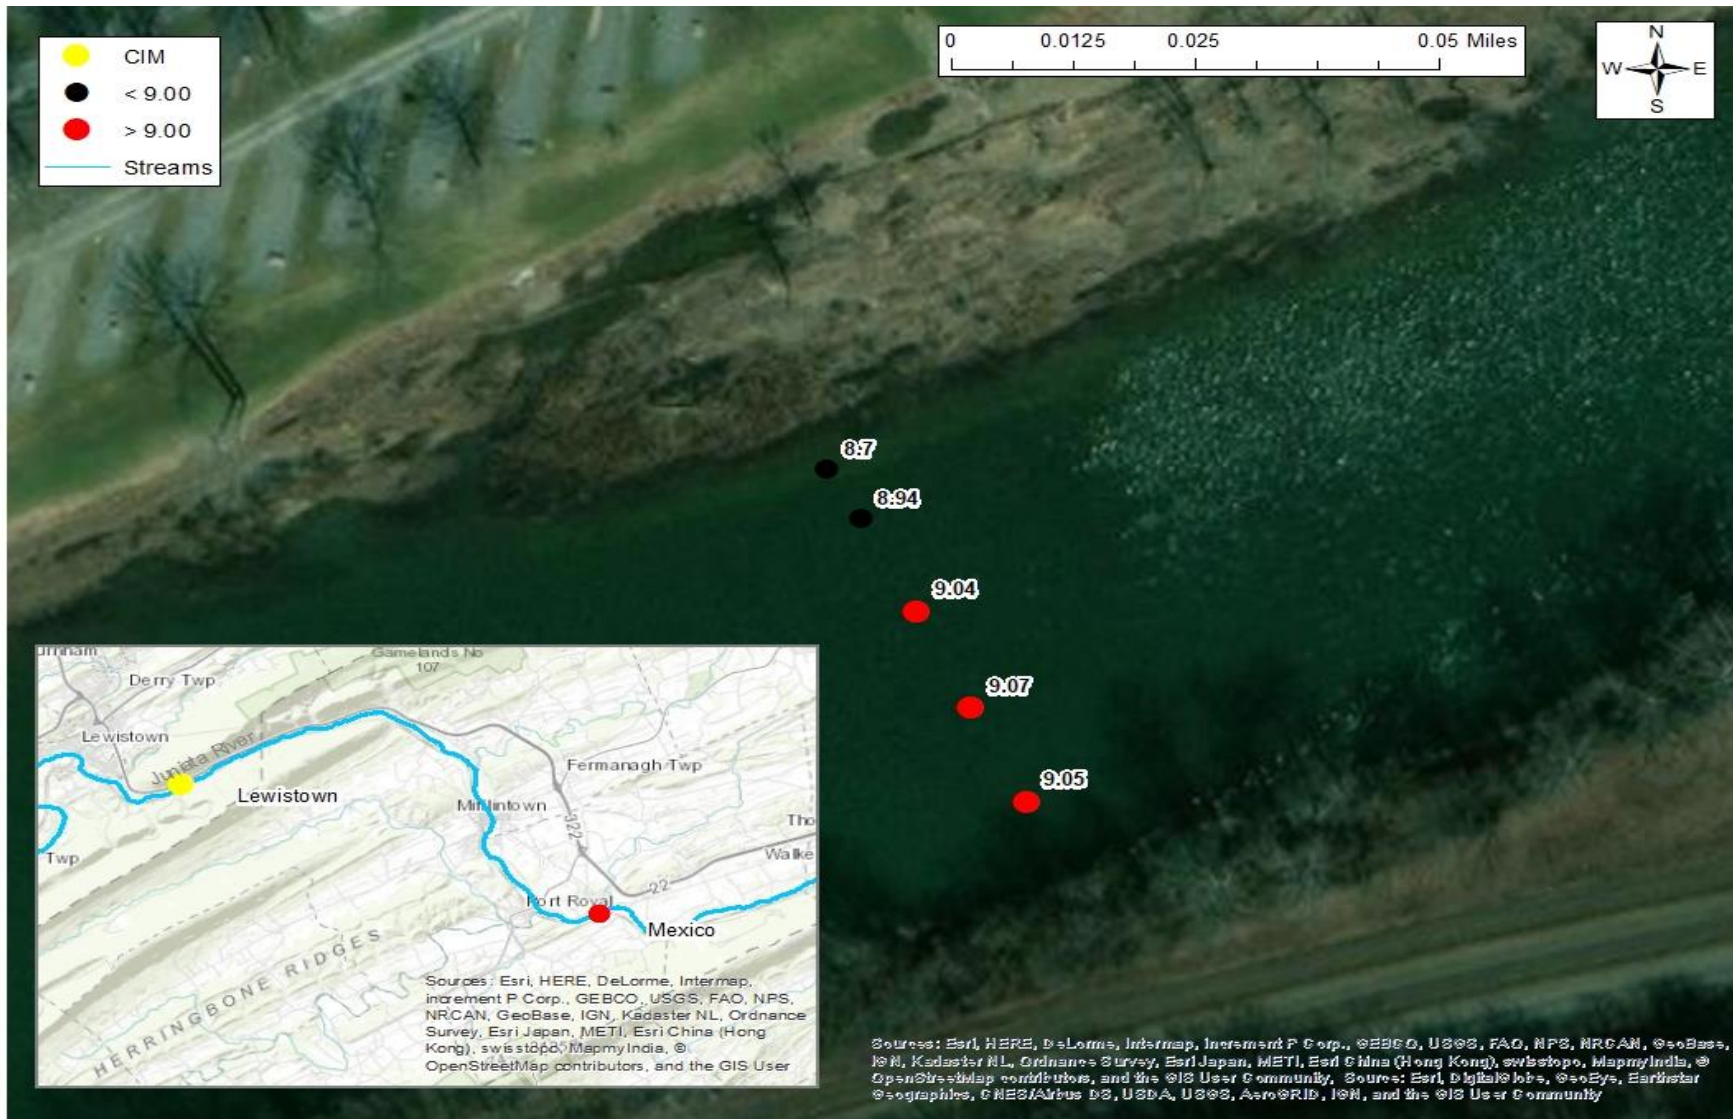 CIM
< 9.00
> 9.00
Streams
0 0.0125 0.025 0.05 Miles
N
W E
S
8.7
8.94
9.04
9.07
9.05
Gamelands No
107
Derry Twp
Lewistown
Juniata River
Fermanagh Twp
Lewistown
Mifflintown
322
Tho
Twp
Walke
22
Port Royal
Mexico
HERRINGBONE RIDGES
Sources: Esri, HERE, DeLorme, Intermap,
increment P Corp., GEBCO, USGS, FAO, NPS,
NRCAN, GeoBase, IGN, Kadaster NL, Ordnance
Survey, Esri Japan, METI, Esri China (Hong
Kong), swisstopo, MapmyIndia, ©
OpenStreetMap contributors, and the GIS User
Sources: Esri, HERE, DeLorme, Intermap, increment P Corp., GEBCO, USGS, FAO, NPS, NRCAN, GeoBase,
IGN, Kadaster NL, Ordnance Survey, Esri Japan, METI, Esri China (Hong Kong), swisstopo, MapmyIndia, ©
OpenStreetMap contributors, and the GIS User Community, Source: Esri, DigitalGlobe, GeoEye, Earthstar
Geographics, CNES/Airbus DS, USDA, USGS, AeroGRID, IGN, and the GIS User Community